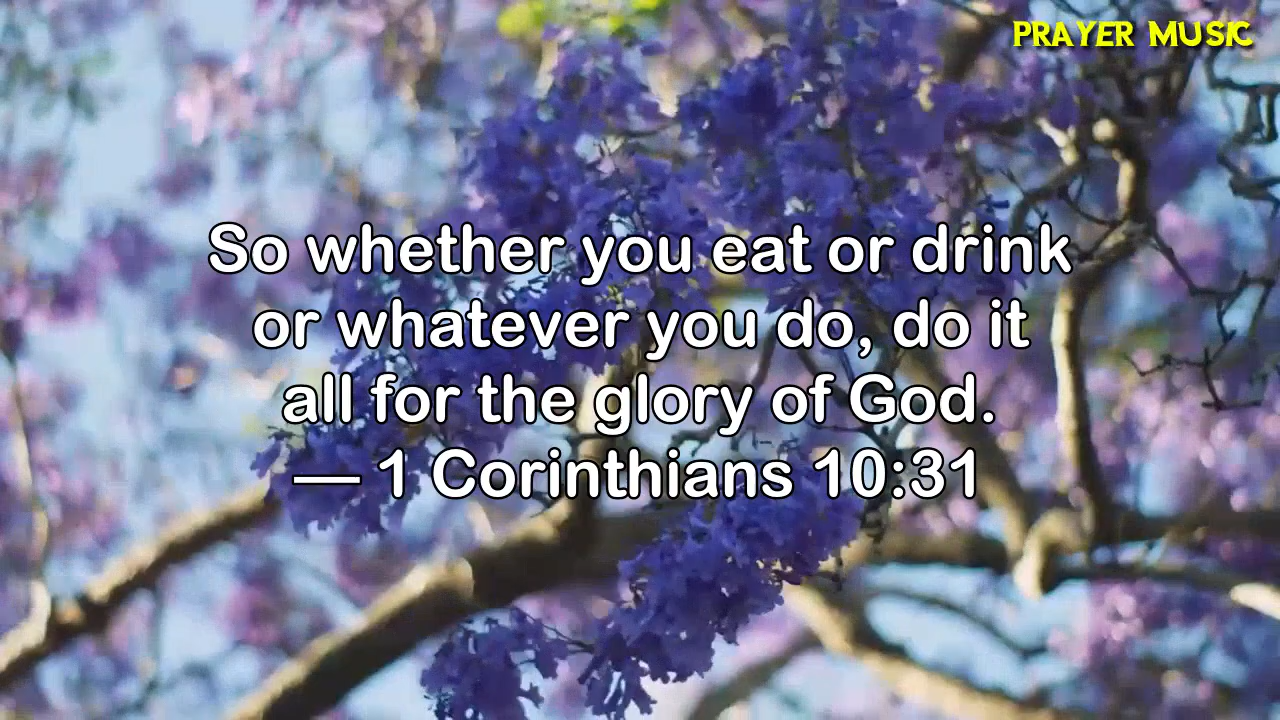 PRAYER MUSIC
So whether you eat or drink
or whatever you do, do it
all for the glory of God.
— 1 Corinthians 10:31